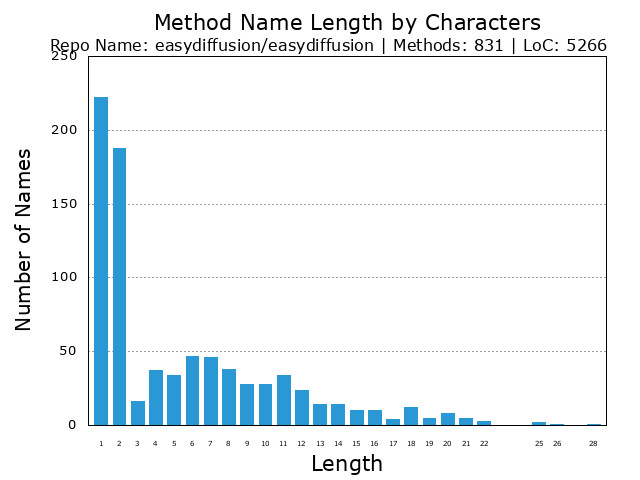 Method Name Length by Characters
Repo Name: easydiffusion/easydiffusion | Methods: 831 | LoC: 5266
250
200
150
100
50
0
Number of Names
1 2 3 4 5 6 7 8 9 10 11 12 13 14 15 16 17 18 19 20 21 22 25 26 28
Length